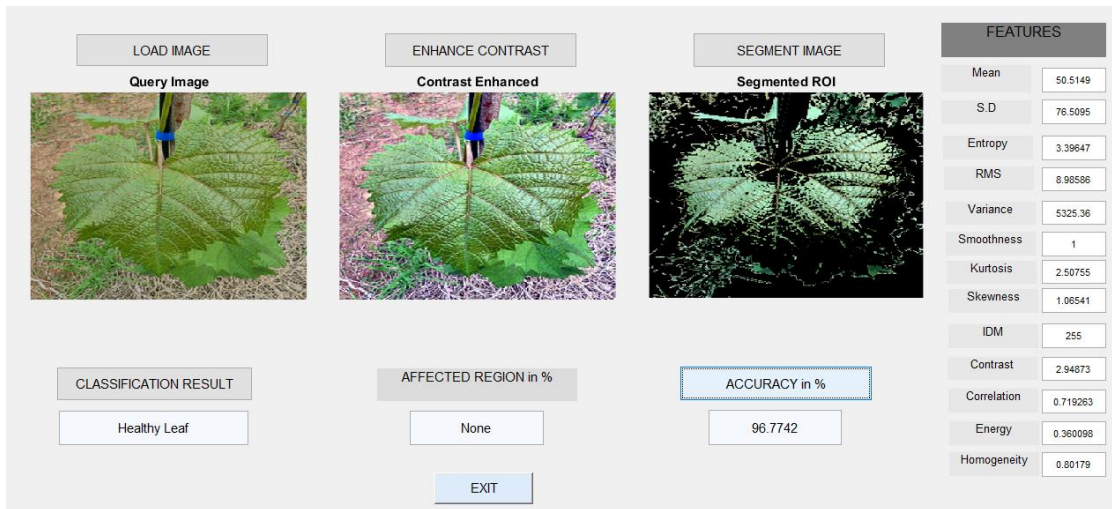 LOAD IMAGE
ENHANCE CONTRAST
SEGMENT IMAGE
Query Image
Contrast Enhanced
Segmented ROI
CLASSIFICATION RESULT
AFFECTED REGION in %
ACCURACY in %
Healthy Leaf
None
96.7742
EXIT
FEATURES
Mean 50.5149
S.D 76.5095
Entropy 3.39647
RMS 8.98586
Variance 5325.36
Smoothness 1
Kurtosis 2.50755
Skewness 1.06541
IDM 255
Contrast 2.94873
Correlation 0.719263
Energy 0.360098
Homogeneity 0.80179